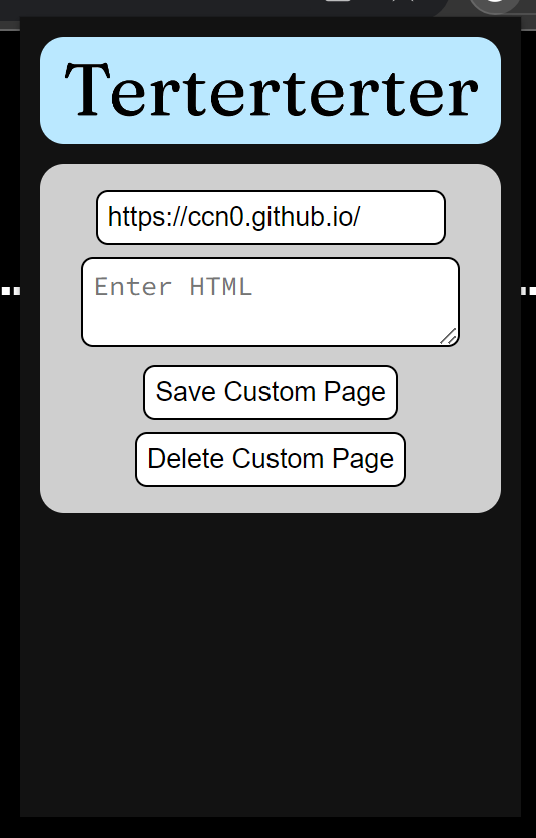 Terterterter
https://ccn0.github.io/
Enter HTML
Save Custom Page
Delete Custom Page